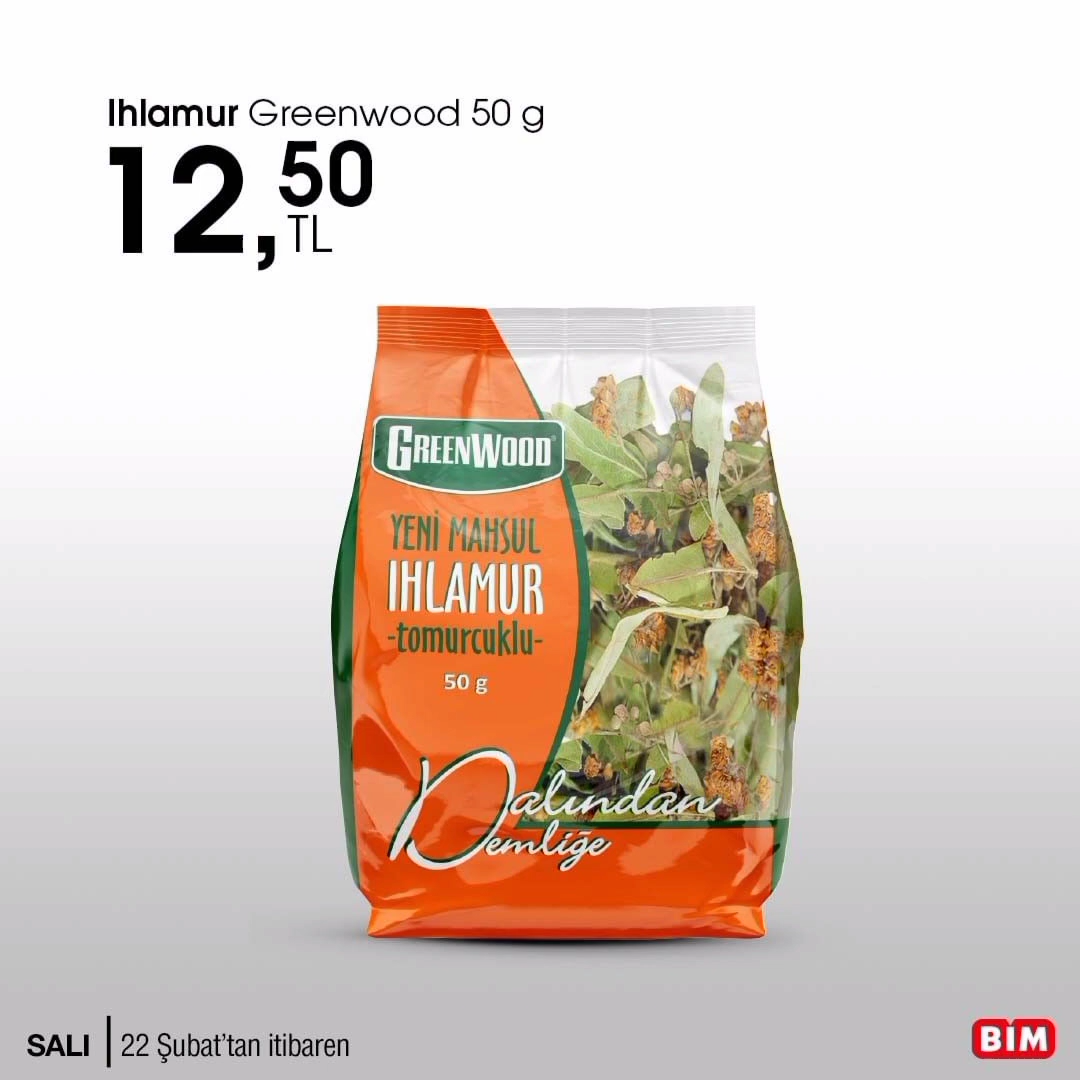 Ihlamur Greenwood 50 g
12,50 TL
GREENWOOD®
YENİ MAHSUL
IHLAMUR
-tomurcuklu-
50 g
Dalından
Demliğe
SALI | 22 Şubat'tan itibaren
BİM